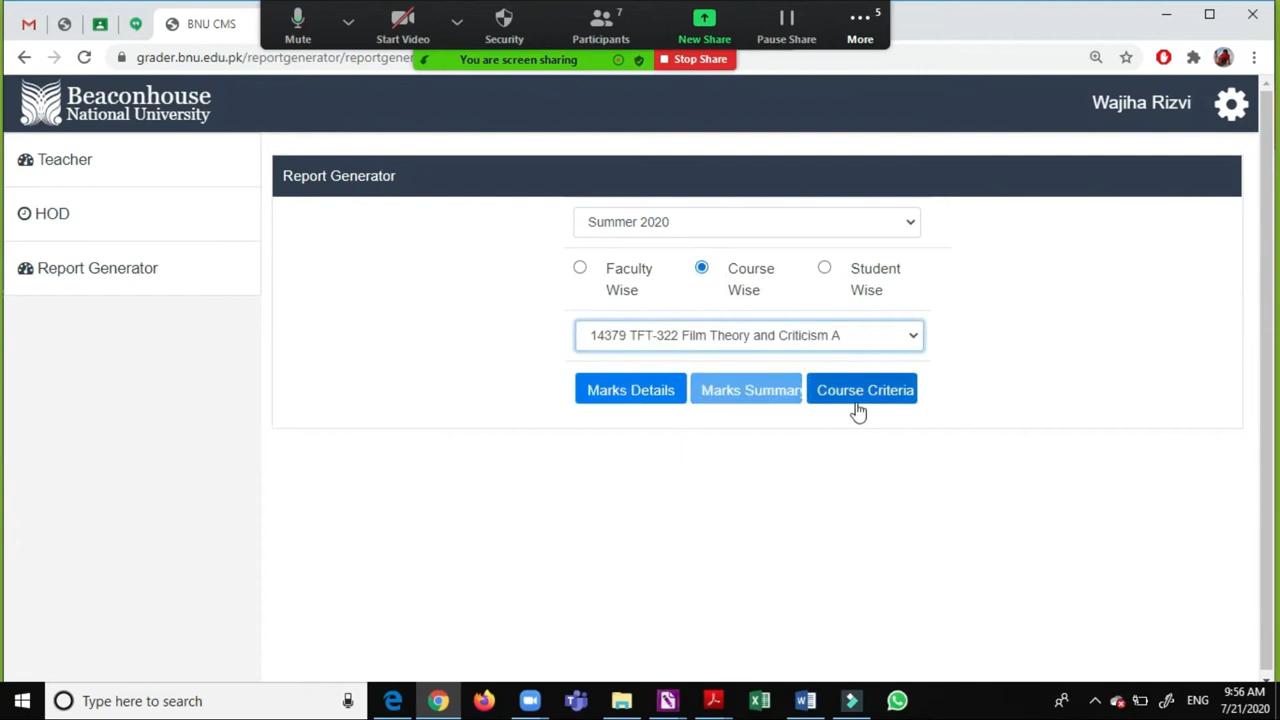 BNU CMS
7
5
Mute
Start Video
Security
Participants
New Share
Pause Share
More
grader.bnu.edu.pk/reportgenerator/reportgene
You are screen sharing
Stop Share
Beaconhouse
National University
Wajiha Rizvi
Teacher
HOD
Report Generator
Report Generator
Summer 2020
Faculty
Wise
Course
Wise
Student
Wise
14379 TFT-322 Film Theory and Criticism A
Marks Details
Marks Summary
Course Criteria
Type here to search
ENG
9:56 AM
7/21/2020